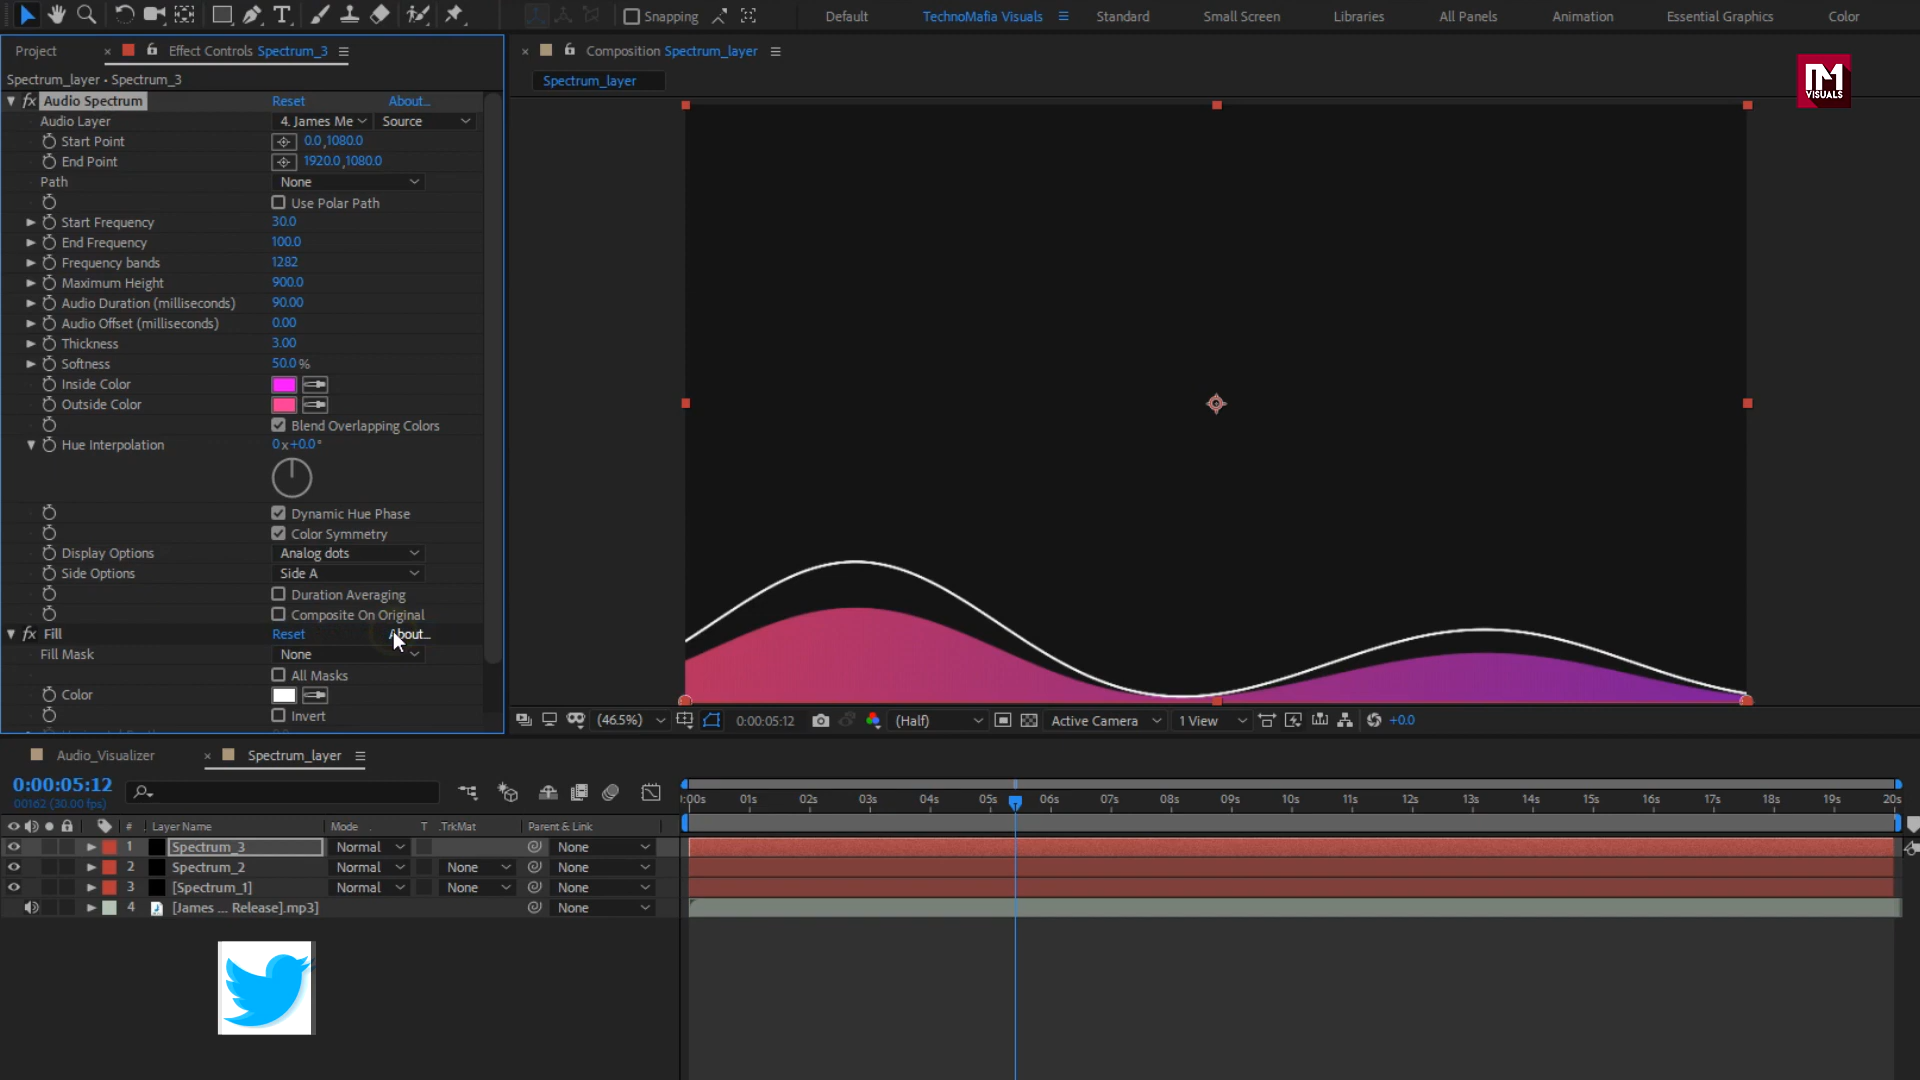 Snapping
Default
TechnoMafia Visuals
Standard
Small Screen
Libraries
All Panels
Animation
Essential Graphics
Color
Project
× Effect Controls Spectrum_3
× Composition Spectrum_layer
M
VISUALS
Spectrum_layer • Spectrum_3
Spectrum_layer
fx Audio Spectrum Reset About...
Audio Layer 4. James Me Source
Start Point 0.0,1080.0
End Point 1920.0,1080.0
Path None
Use Polar Path
Start Frequency 30.0
End Frequency 100.0
Frequency bands 1282
Maximum Height 900.0
Audio Duration (milliseconds) 90.00
Audio Offset (milliseconds) 0.00
Thickness 3.00
Softness 50.0 %
Inside Color
Outside Color
Blend Overlapping Colors
Hue Interpolation 0 x+0.0°
Dynamic Hue Phase
Color Symmetry
Display Options Analog dots
Side Options Side A
Duration Averaging
Composite On Original
fx Fill Reset About...
Fill Mask None
All Masks
Color
Invert
(46.5%) 0:00:05:12 (Half) Active Camera 1 View +0.0
Audio_Visualizer × Spectrum_layer
0:00:05:12
00162 (30.00 fps)
:00s 01s 02s 03s 04s 05s 06s 07s 08s 09s 10s 11s 12s 13s 14s 15s 16s 17s 18s 19s 20s
# Layer Name Mode T .TrkMat Parent & Link
1 Spectrum_3 Normal None
2 Spectrum_2 Normal None None
3 [Spectrum_1] Normal None None
4 [James ... Release].mp3] None